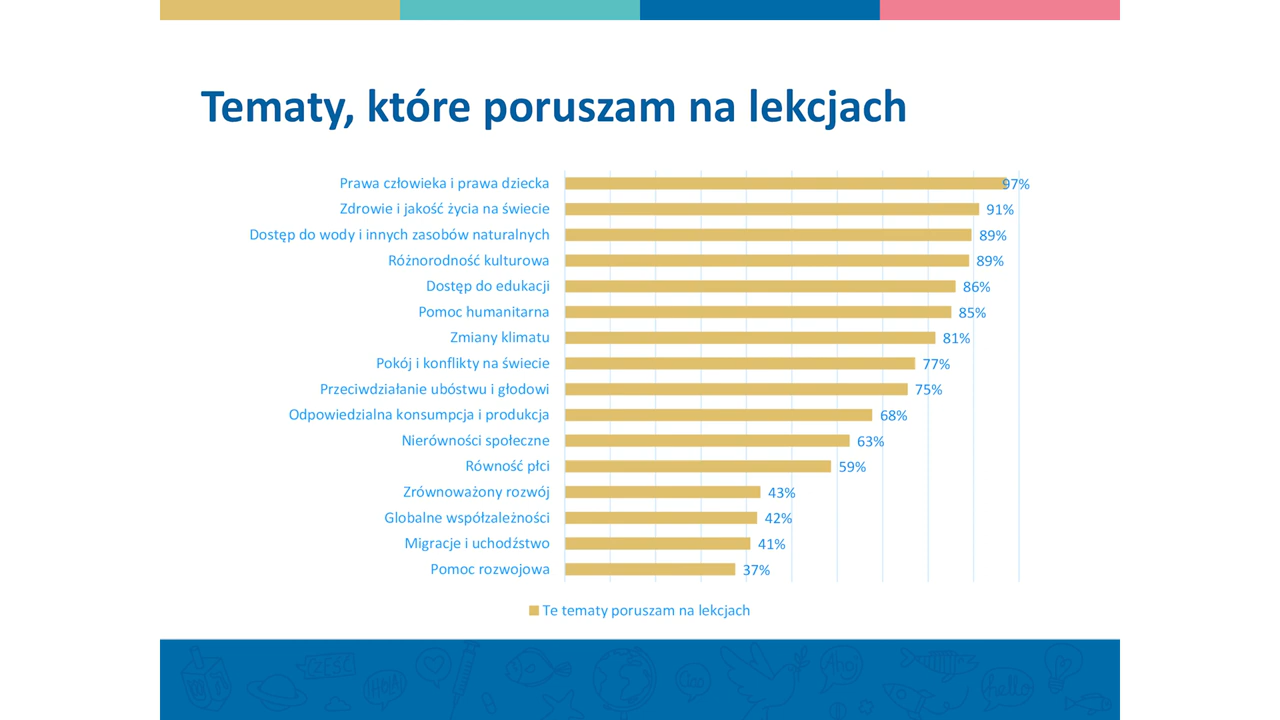 Tematy, które poruszam na lekcjach
Prawa człowieka i prawa dziecka 97%
Zdrowie i jakość życia na świecie 91%
Dostęp do wody i innych zasobów naturalnych 89%
Różnorodność kulturowa 89%
Dostęp do edukacji 86%
Pomoc humanitarna 85%
Zmiany klimatu 81%
Pokój i konflikty na świecie 77%
Przeciwdziałanie ubóstwu i głodowi 75%
Odpowiedzialna konsumpcja i produkcja 68%
Nierówności społeczne 63%
Równość płci 59%
Zrównoważony rozwój 43%
Globalne współzależności 42%
Migracje i uchodźstwo 41%
Pomoc rozwojowa 37%
Te tematy poruszam na lekcjach
CZEŚĆ
hello